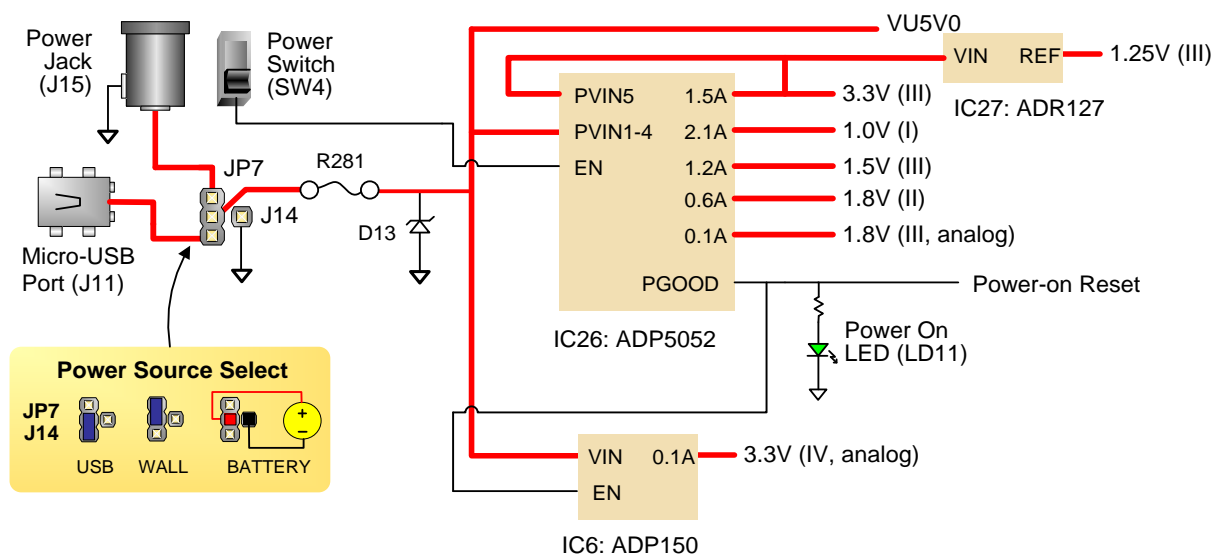 Power
Jack
(J15)
Power
Switch
(SW4)
VU5V0
VIN REF
1.25V (III)
IC27: ADR127
PVIN5 1.5A
3.3V (III)
PVIN1-4 2.1A
1.0V (I)
EN 1.2A
1.5V (III)
0.6A
1.8V (II)
0.1A
1.8V (III, analog)
PGOOD
Power-on Reset
IC26: ADP5052
JP7
R281
J14
D13
Micro-USB
Port (J11)
Power On
LED (LD11)
Power Source Select
JP7
J14
+
–
USB WALL BATTERY
VIN 0.1A
3.3V (IV, analog)
EN
IC6: ADP150